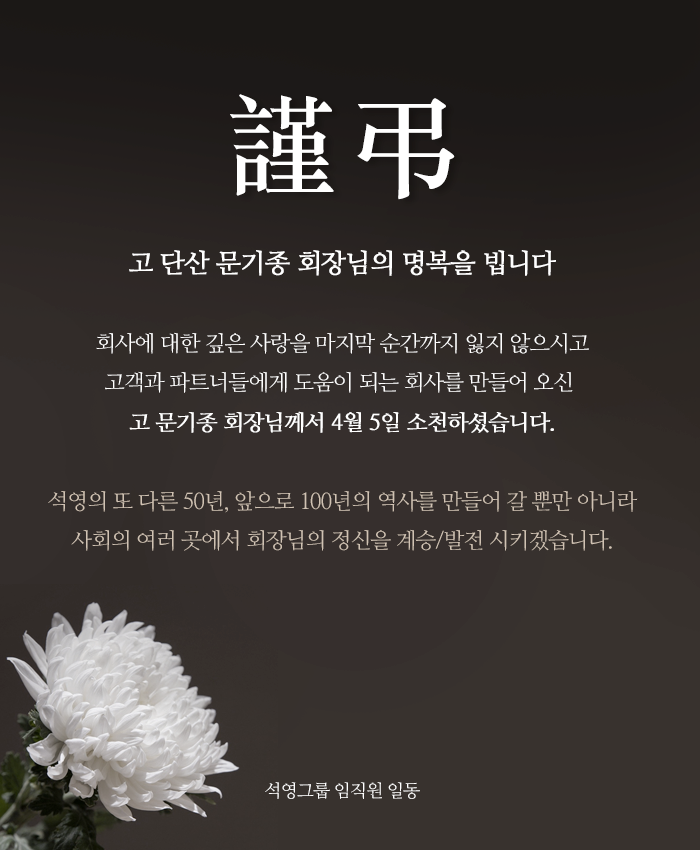 謹弔
고 단산 문기종 회장님의 명복을 빕니다
회사에 대한 깊은 사랑을 마지막 순간까지 잃지 않으시고
고객과 파트너들에게 도움이 되는 회사를 만들어 오신
고 문기종 회장님께서 4월 5일 소천하셨습니다.
석영의 또 다른 50년, 앞으로 100년의 역사를 만들어 갈 뿐만 아니라
사회의 여러 곳에서 회장님의 정신을 계승/발전 시키겠습니다.
석영그룹 임직원 일동